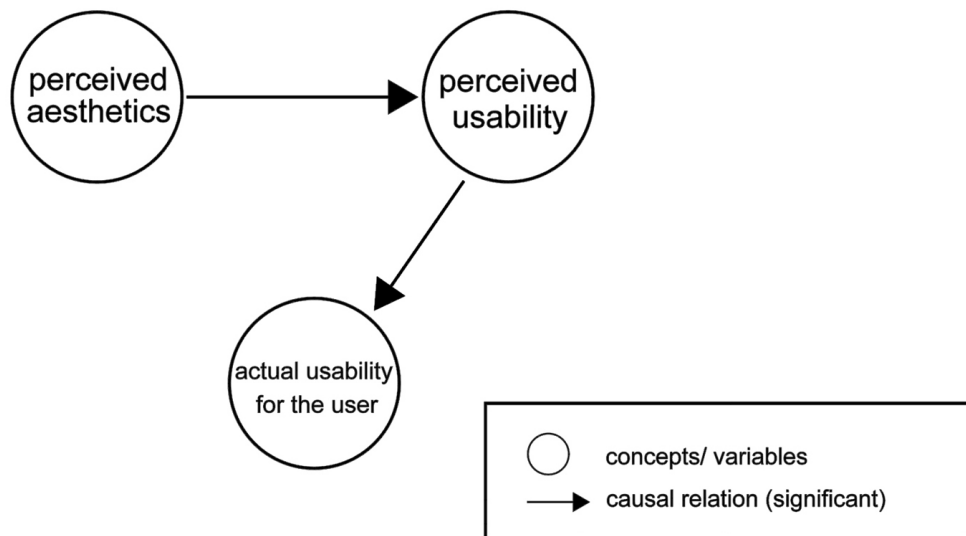 perceived
aesthetics
perceived
usability
actual usability
for the user
concepts/ variables
causal relation (significant)